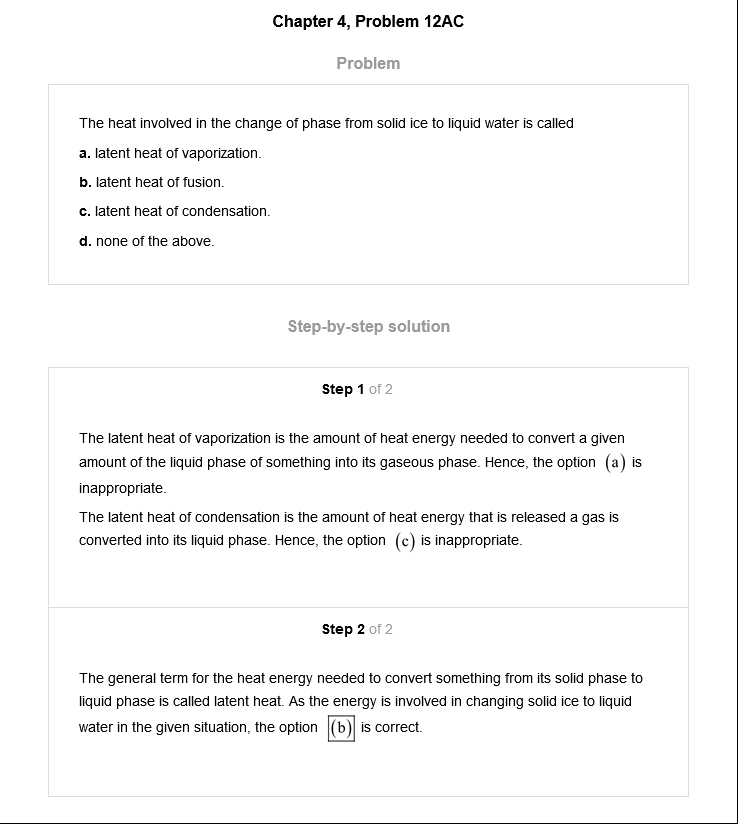 Chapter 4, Problem 12AC
Problem
The heat involved in the change of phase from solid ice to liquid water is called
a. latent heat of vaporization.
b. latent heat of fusion.
c. latent heat of condensation.
d. none of the above.
Step-by-step solution
Step 1 of 2
The latent heat of vaporization is the amount of heat energy needed to convert a given
amount of the liquid phase of something into its gaseous phase. Hence, the option (a) is
inappropriate.
The latent heat of condensation is the amount of heat energy that is released a gas is
converted into its liquid phase. Hence, the option (c) is inappropriate.
Step 2 of 2
The general term for the heat energy needed to convert something from its solid phase to
liquid phase is called latent heat. As the energy is involved in changing solid ice to liquid
water in the given situation, the option (b) is correct.